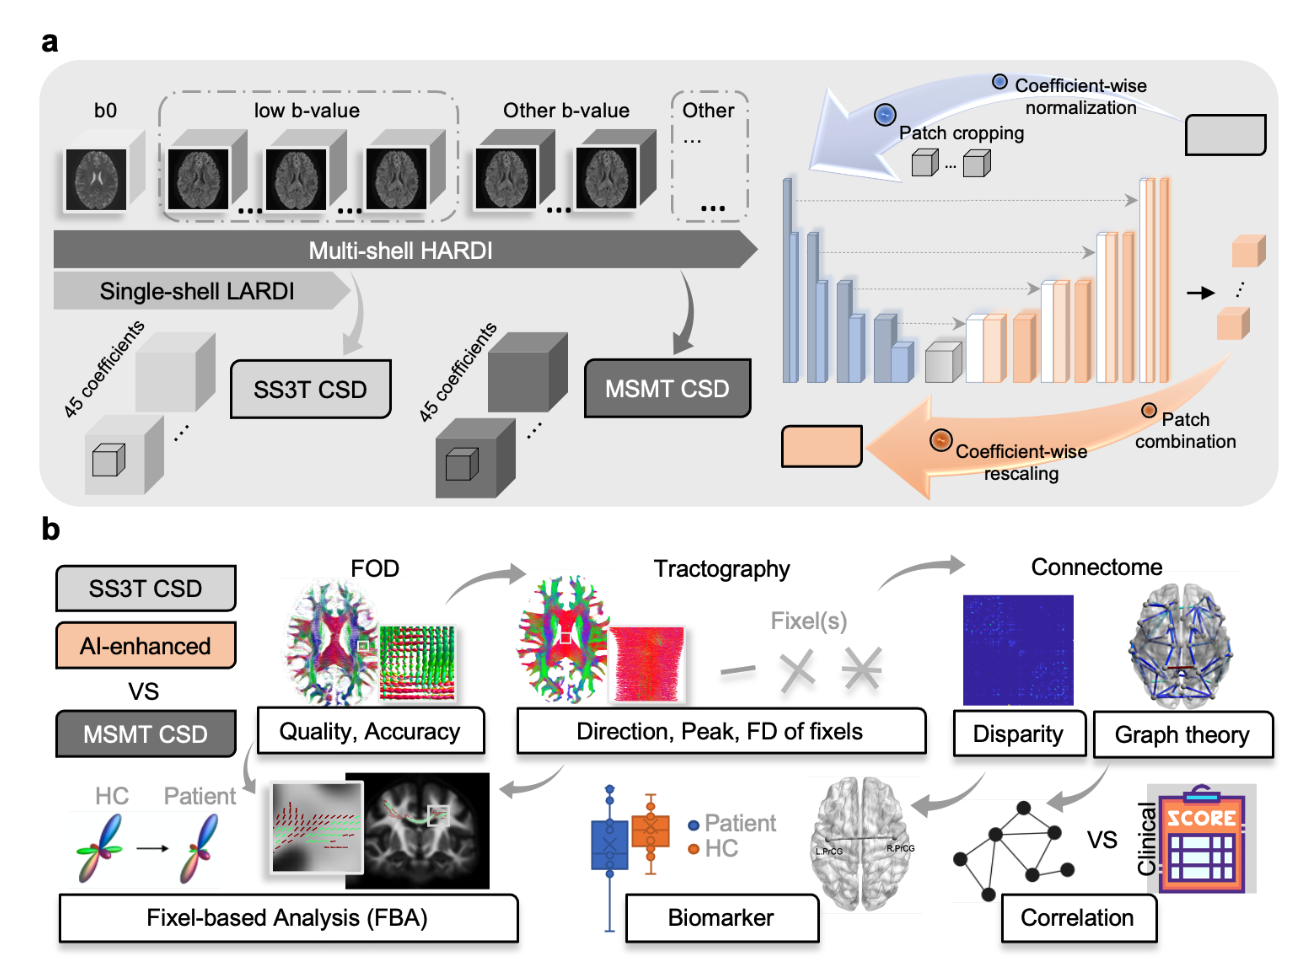 a
b0
low b-value
Other b-value
Other
...
...
...
...
...
Multi-shell HARDI
Single-shell LARDI
45 coefficients
...
SS3T CSD
45 coefficients
...
MSMT CSD
Coefficient-wise
normalization
Patch cropping
...
...
Patch
combination
Coefficient-wise
rescaling
b
SS3T CSD
AI-enhanced
VS
MSMT CSD
FOD
Quality, Accuracy
Tractography
Fixel(s)
Direction, Peak, FD of fixels
Connectome
Disparity
Graph theory
HC
Patient
Fixel-based Analysis (FBA)
Patient
HC
L.PrCG
R.PrCG
Biomarker
VS
Clinical
SCORE
Correlation